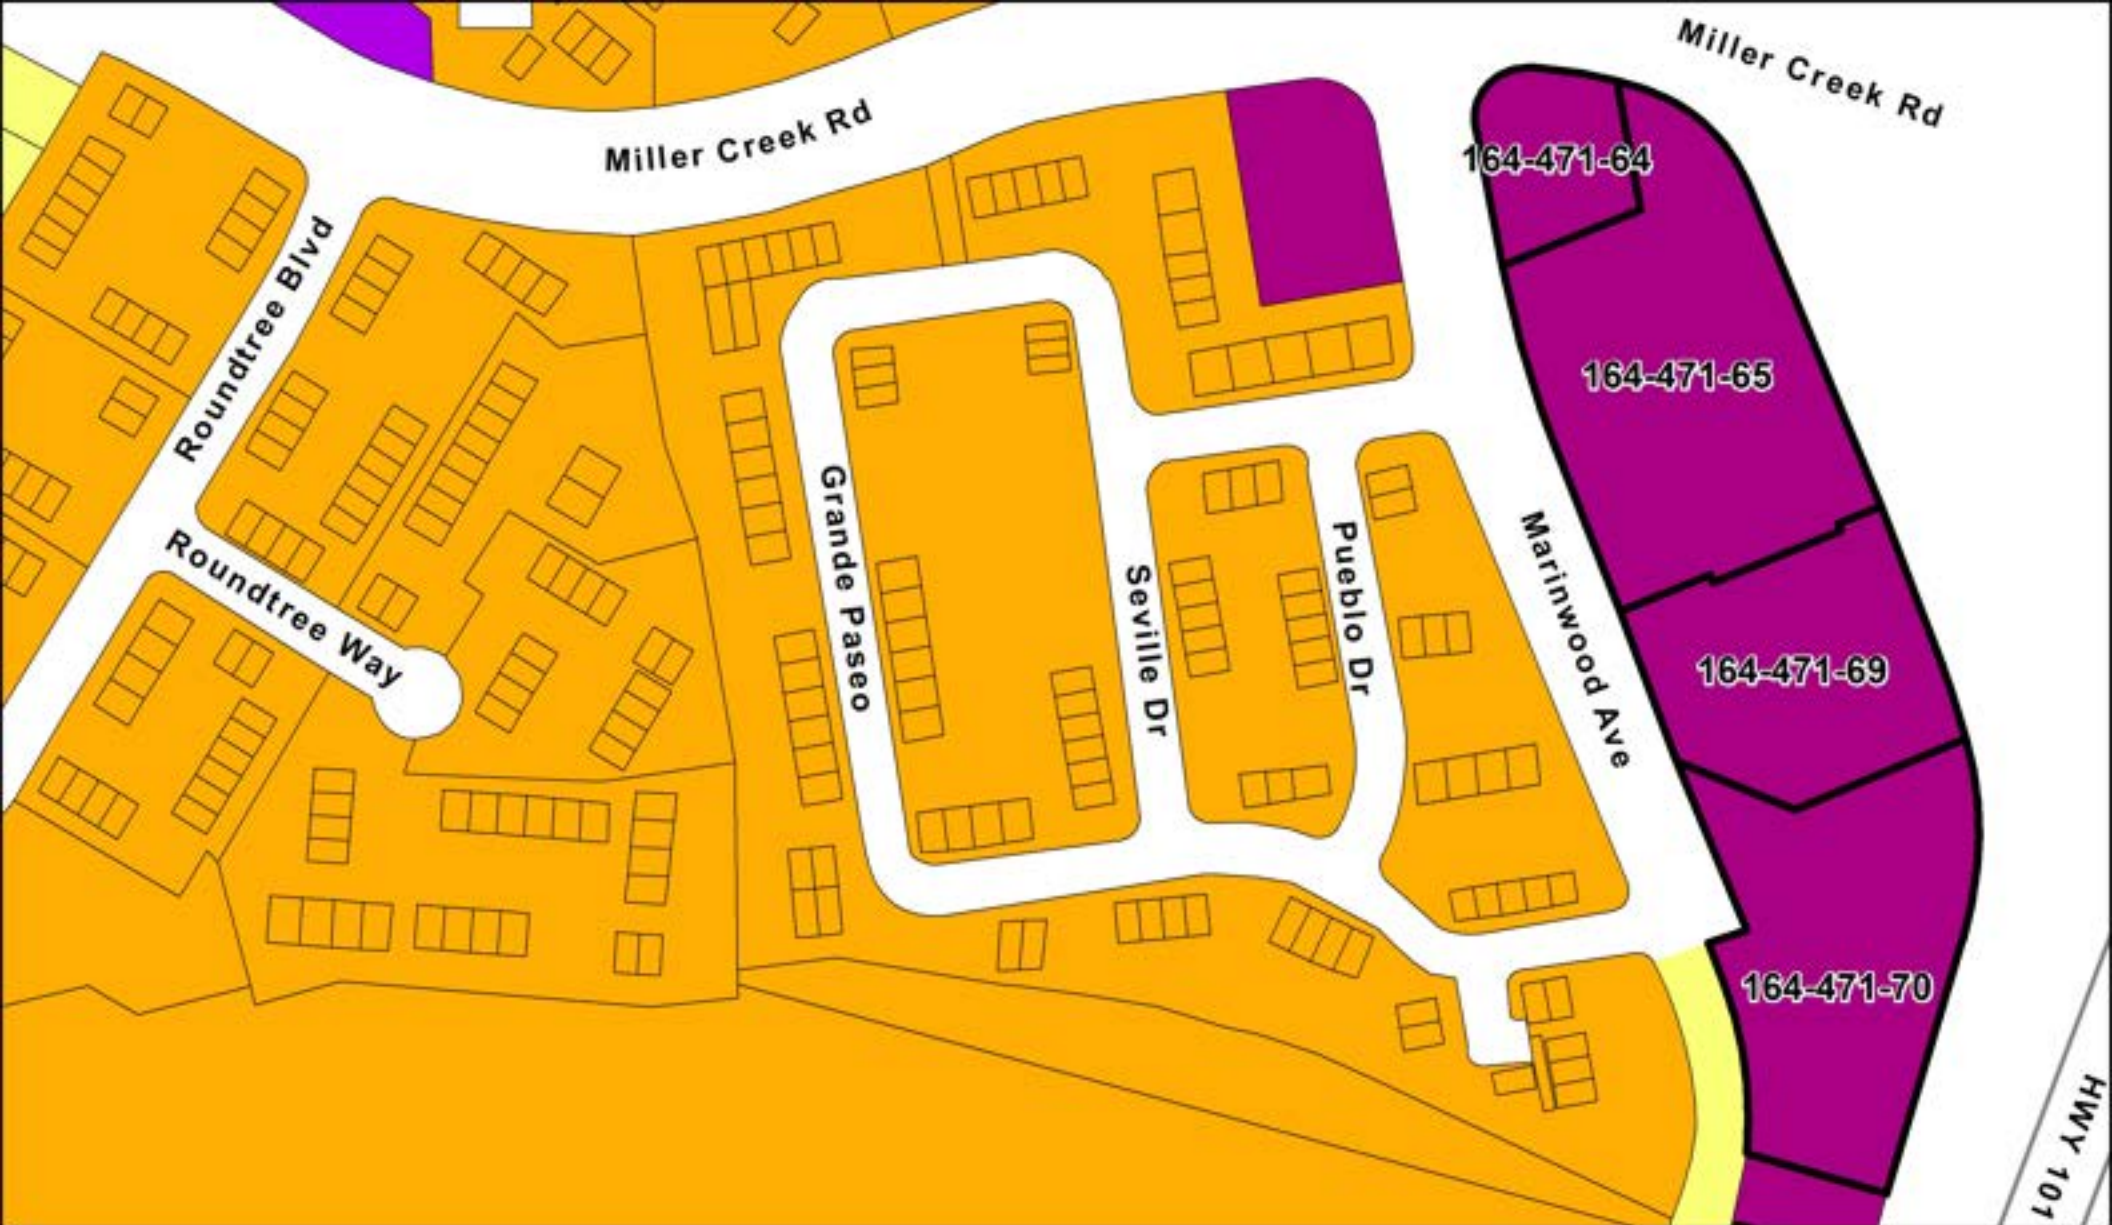 Miller Creek Rd
Miller Creek Rd
164-471-64
Roundtree Blvd
164-471-65
Grande Paseo
Marinwood Ave
Pueblo Dr
Roundtree Way
Seville Dr
164-471-69
164-471-70
HWY 101